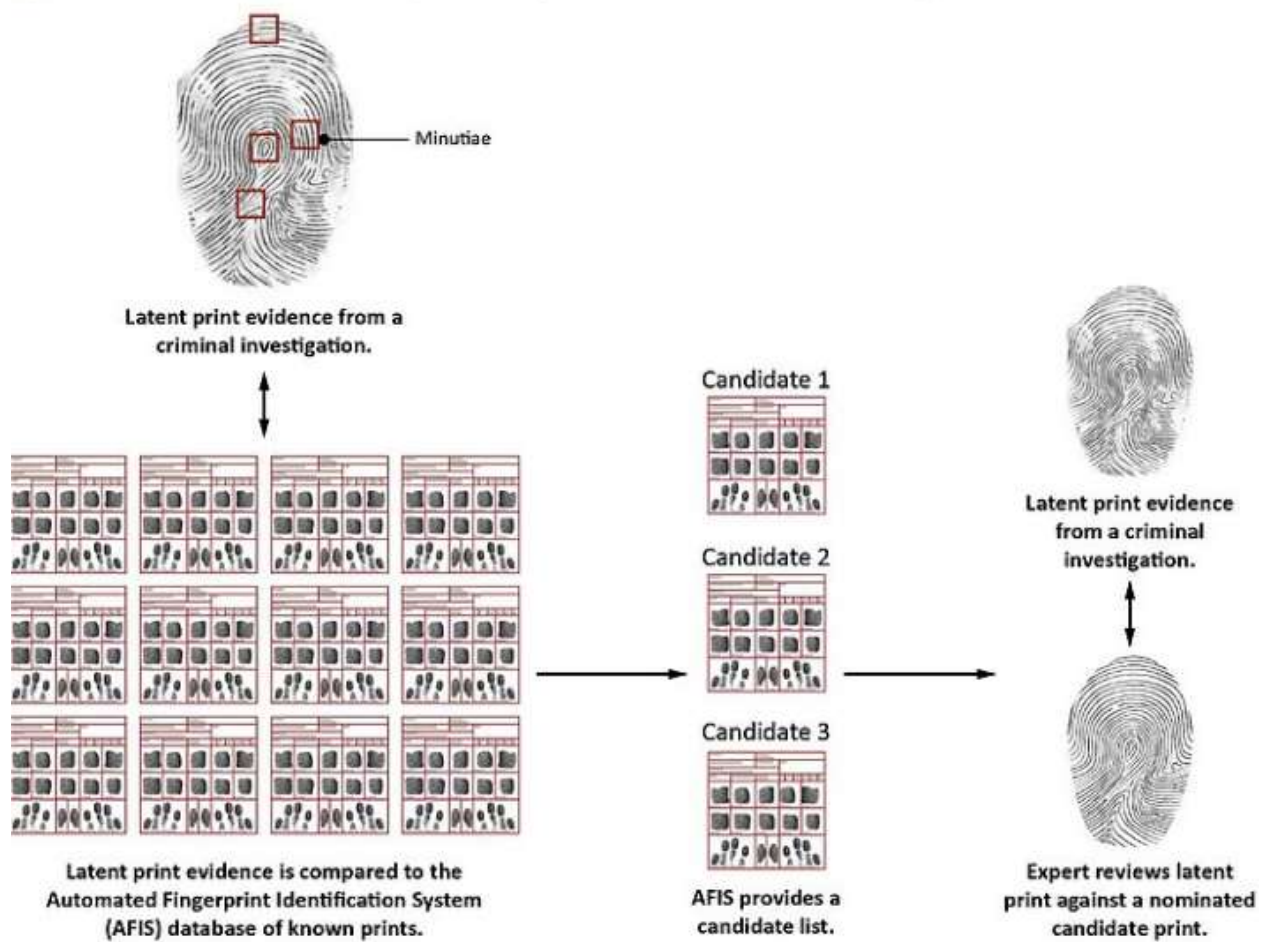 Minutiae
Latent print evidence from a
criminal investigation.
Latent print evidence is compared to the
Automated Fingerprint Identification System
(AFIS) database of known prints.
Candidate 1
Candidate 2
Candidate 3
AFIS provides a
candidate list.
Latent print evidence
from a criminal
investigation.
Expert reviews latent
print against a nominated
candidate print.